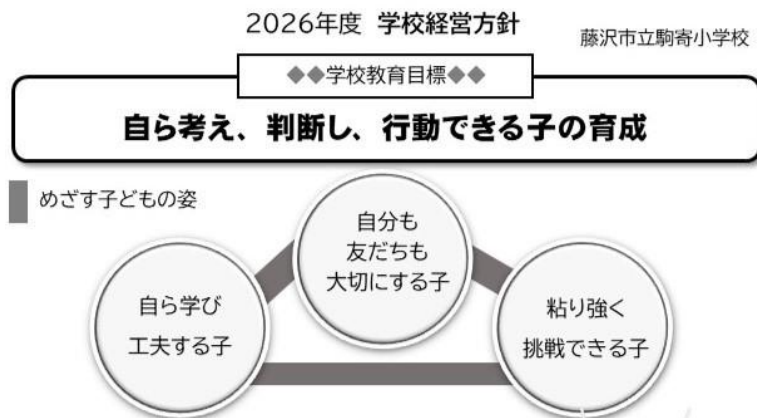 2026年度 学校経営方針
藤沢市立駒寄小学校
◆◆学校教育目標◆◆
自ら考え、判断し、行動できる子の育成
めざす子どもの姿
自分も
友だちも
大切にする子
自ら学び
工夫する子
粘り強く
挑戦できる子